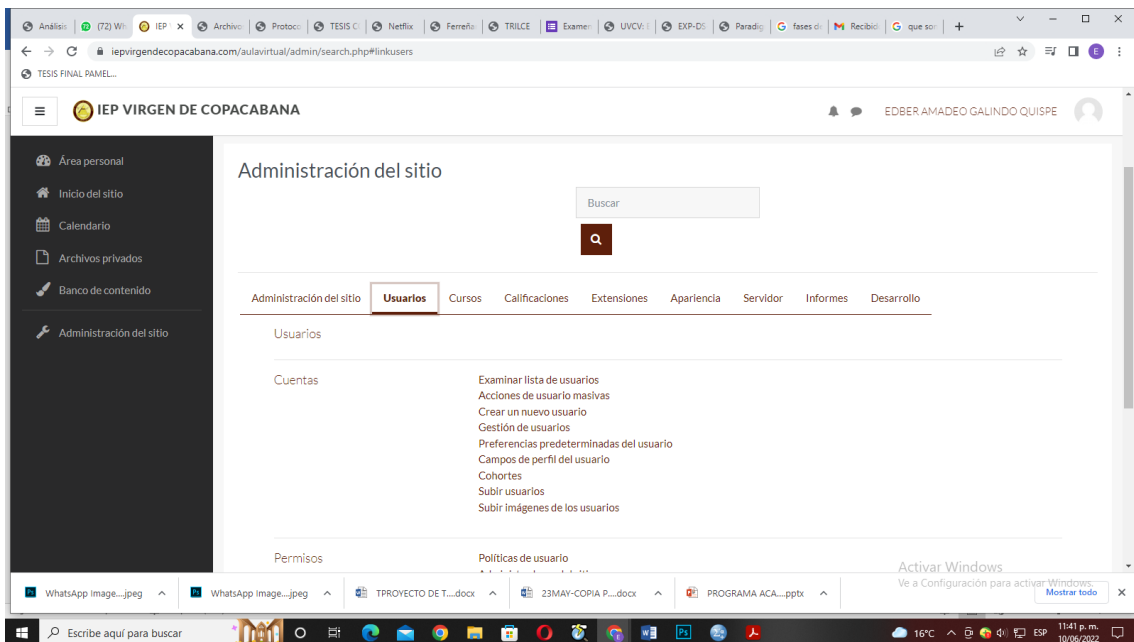 Análisis (72) Wh IEP Archivo Protoco TESIS CO Netflix Ferreña TRILCE Examen UVCV: EXP-DS Paradig fases de Recibido que soc
iepvirgendecopacabana.com/aulavirtual/admin/search.php#linkusers
E
TESIS FINAL PAMEL...
IEP VIRGEN DE COPACABANA
EDBER AMADEO GALINDO QUISPE
Área personal
Inicio del sitio
Calendario
Archivos privados
Banco de contenido
Administración del sitio
Administración del sitio
Buscar
Administración del sitio Usuarios Cursos Calificaciones Extensiones Apariencia Servidor Informes Desarrollo
Usuarios
Cuentas
Examinar lista de usuarios
Acciones de usuario masivas
Crear un nuevo usuario
Gestión de usuarios
Preferencias predeterminadas del usuario
Campos de perfil del usuario
Cohortes
Subir usuarios
Subir imágenes de los usuarios
Permisos
Políticas de usuario
Activar Windows
Ve a Configuración para activar Windows.
WhatsApp Image....jpeg WhatsApp Image....jpeg TPROYECTO DE T....docx 23MAY-COPIA P....docx PROGRAMA ACA....pptx Mostrar todo
Escribe aquí para buscar
16°C ESP 11:41 p. m.
10/06/2022